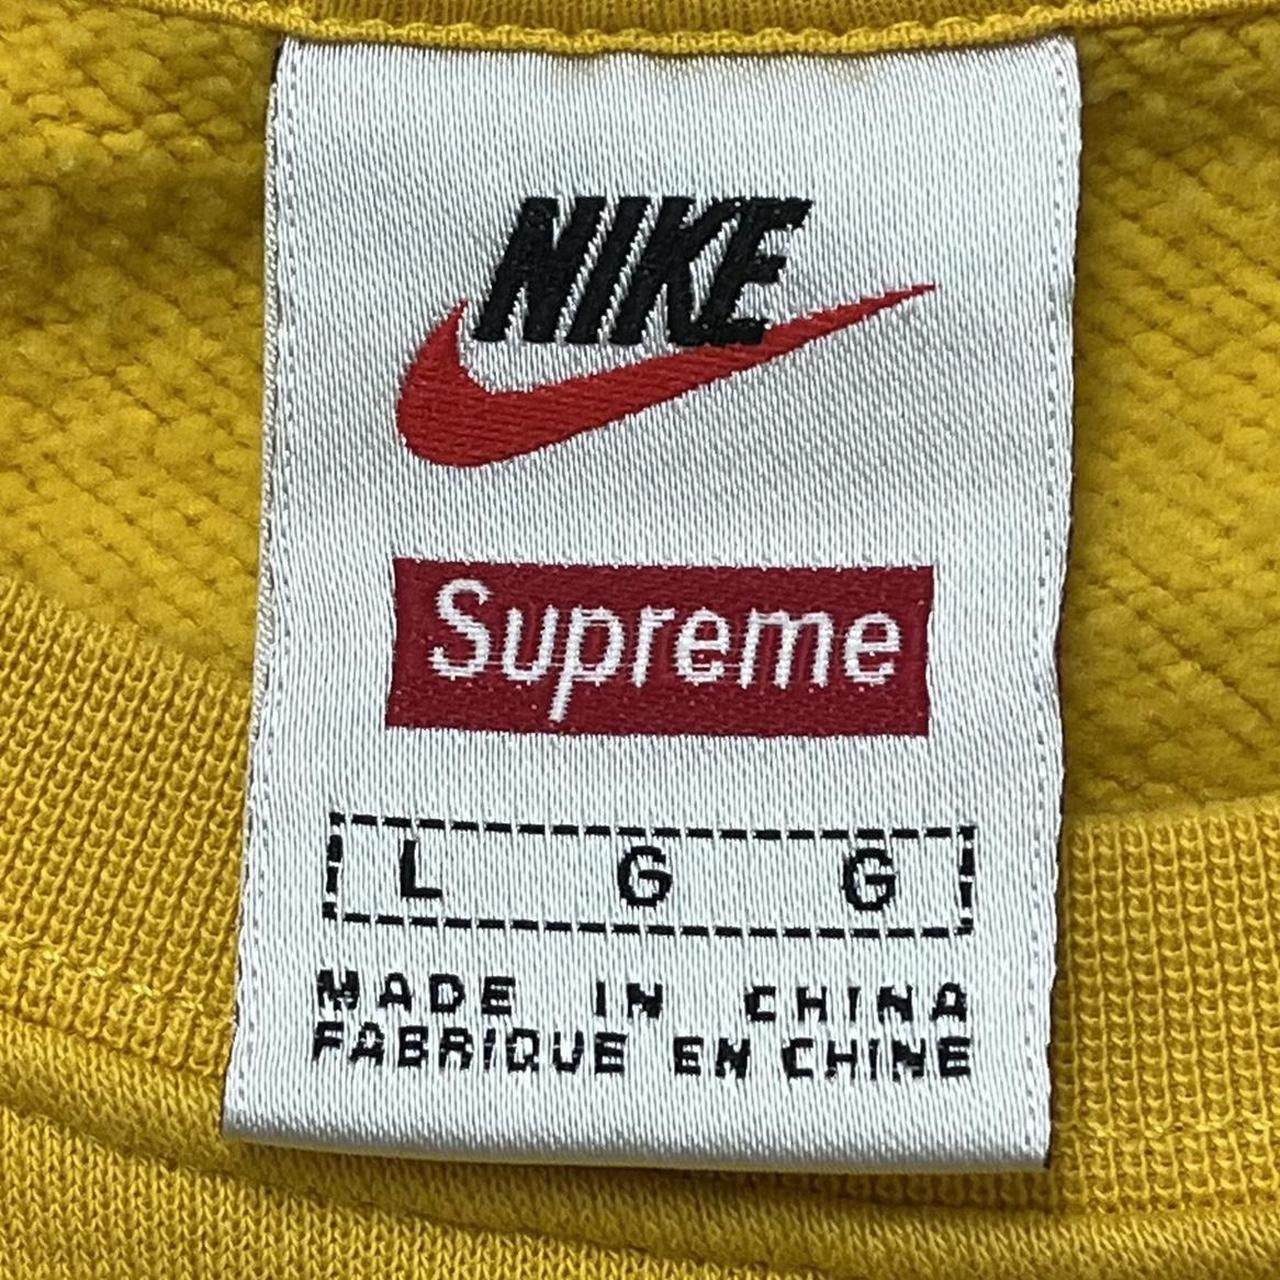 NIKE
Supreme
L G G
MADE IN CHINA
FABRIQUE EN CHINE